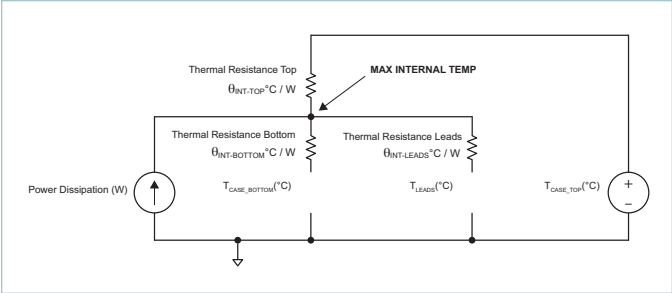 Thermal Resistance Top
θINT-TOP°C / W
MAX INTERNAL TEMP
Thermal Resistance Bottom
θINT-BOTTOM°C / W
Thermal Resistance Leads
θINT-LEADS°C / W
Power Dissipation (W)
TCASE_BOTTOM(°C)
TLEADS(°C)
TCASE_TOP(°C)
+
–